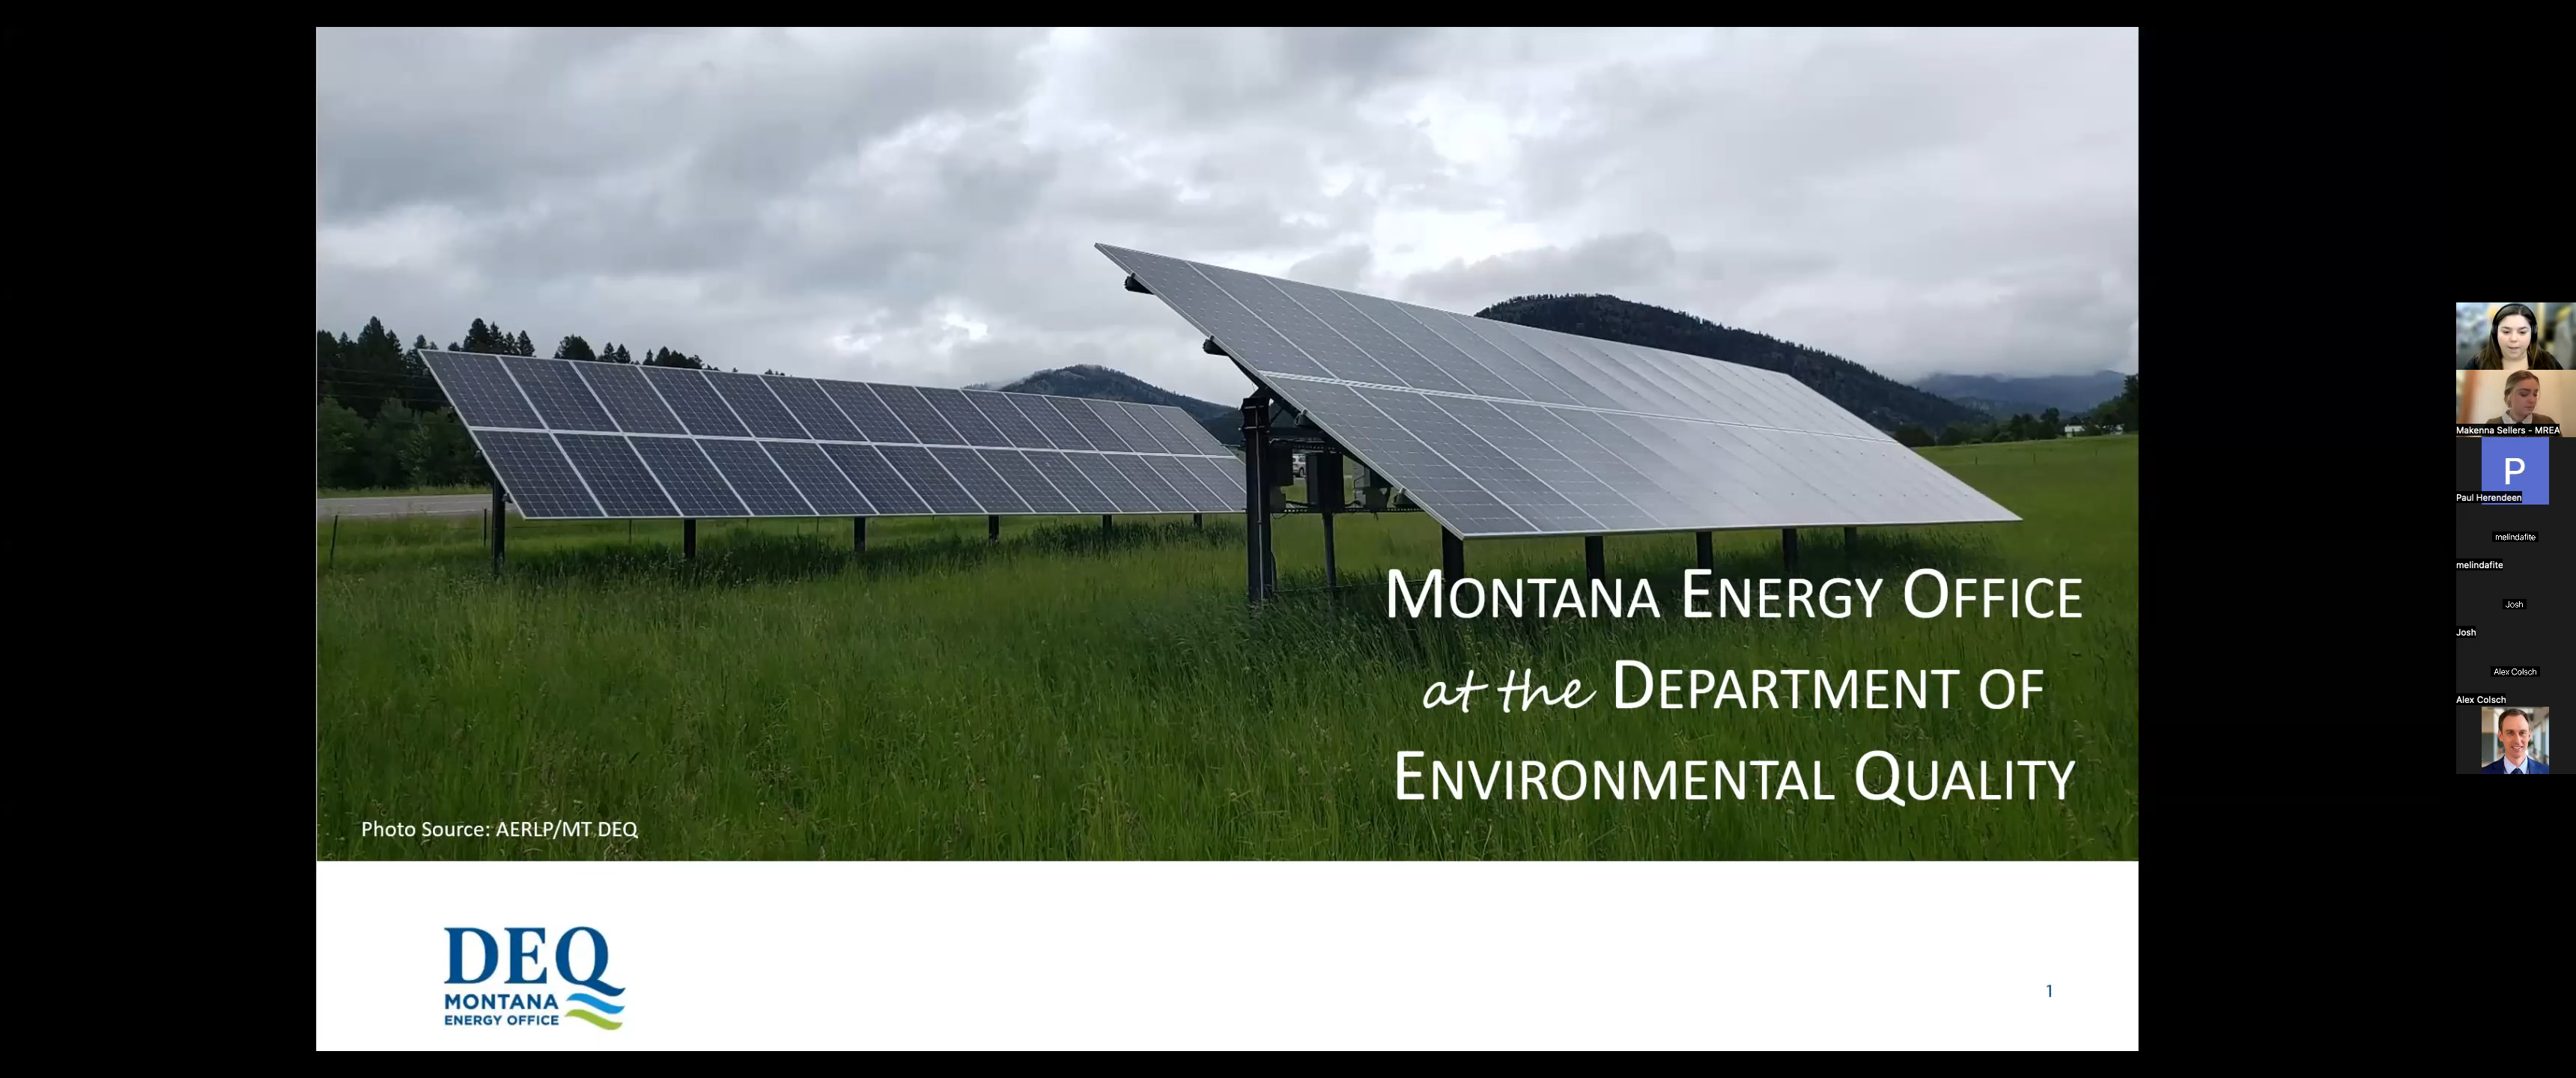 MONTANA ENERGY OFFICE
at the DEPARTMENT OF
ENVIRONMENTAL QUALITY
Photo Source: AERLP/MT DEQ
DEQ
MONTANA
ENERGY OFFICE
1
Makenna Sellers - MREA
P
Paul Herendeen
melindafite
melindafite
Josh
Josh
Alex Colsch
Alex Colsch